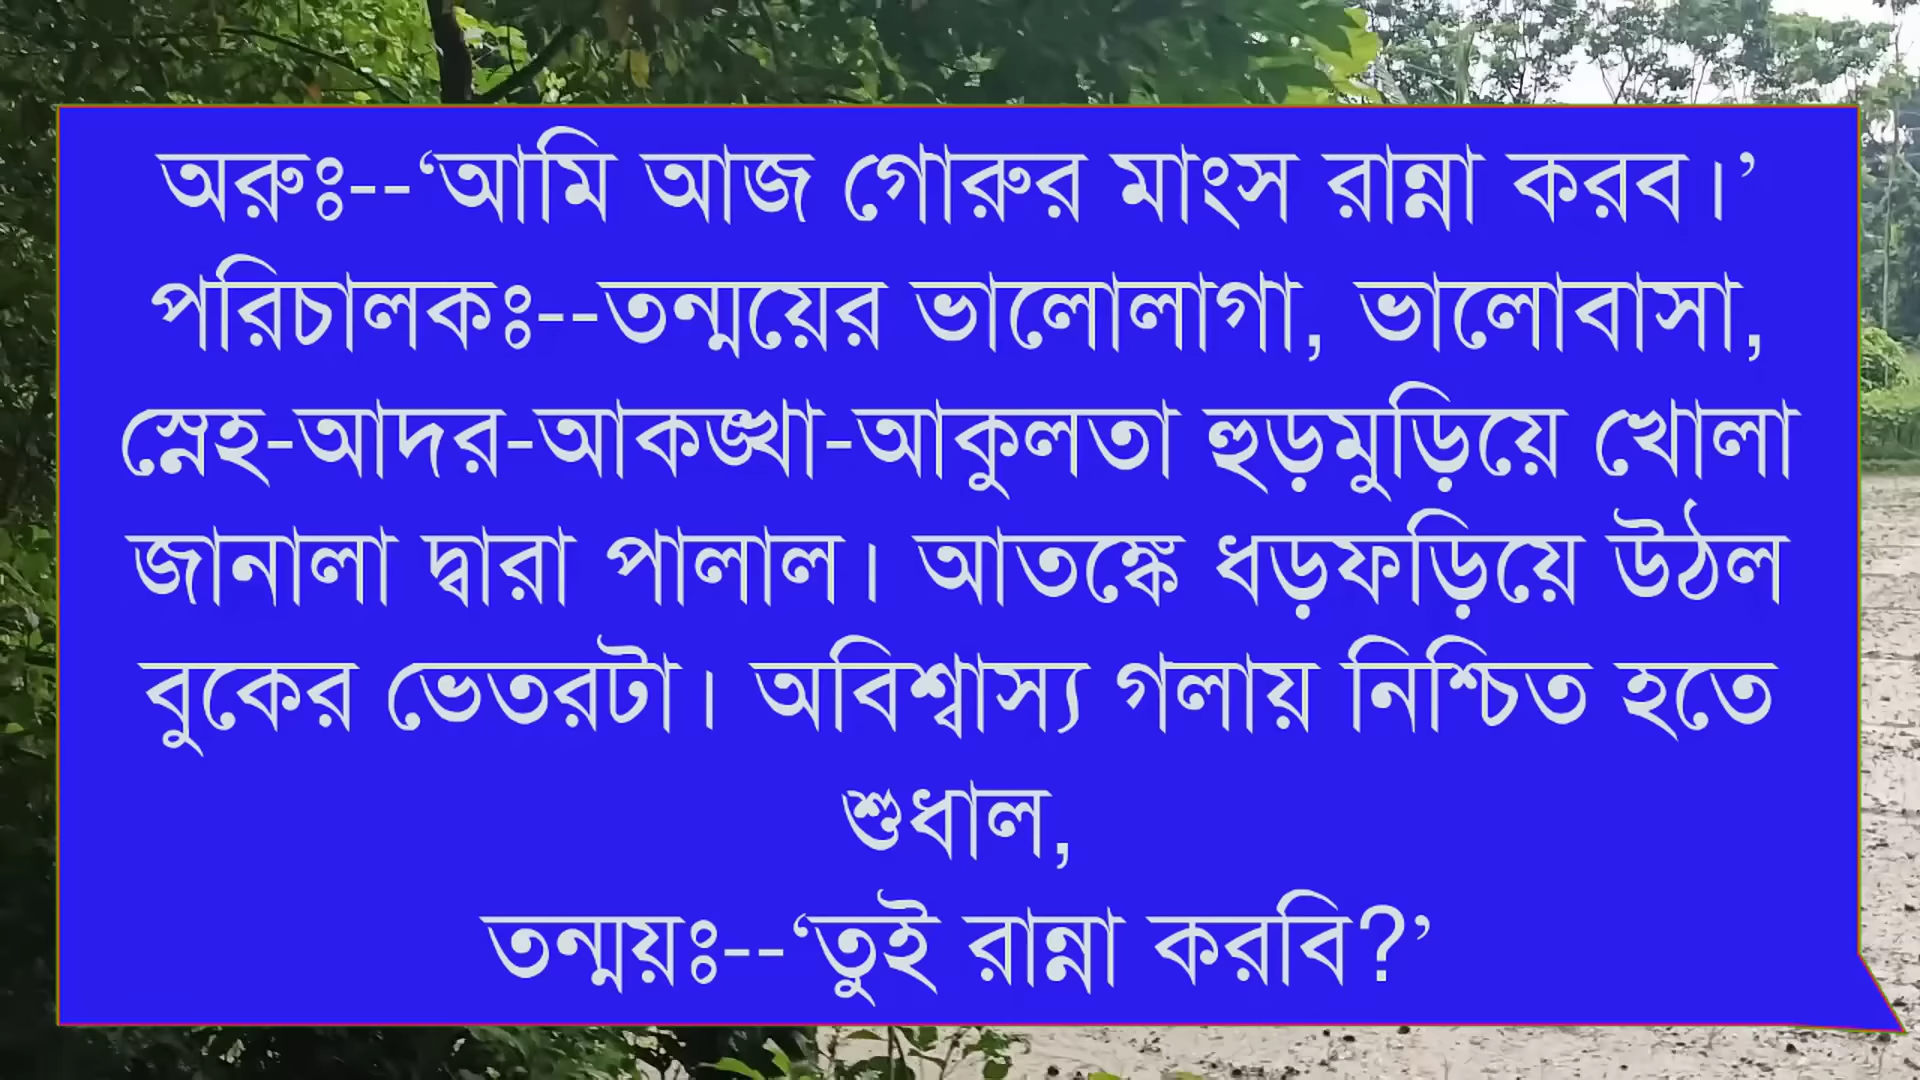 অরুঃ--‘আমি আজ গোরুর মাংস রান্না করব।’
পরিচালকঃ--তন্ময়ের ভালোলাগা, ভালোবাসা,
স্নেহ-আদর-আকঙ্খা-আকুলতা হুড়মুড়িয়ে খোলা
জানালা দ্বারা পালাল। আতঙ্কে ধড়ফড়িয়ে উঠল
বুকের ভেতরটা। অবিশ্বাস্য গলায় নিশ্চিত হতে
শুধাল,
তন্ময়ঃ--‘তুই রান্না করবি?’